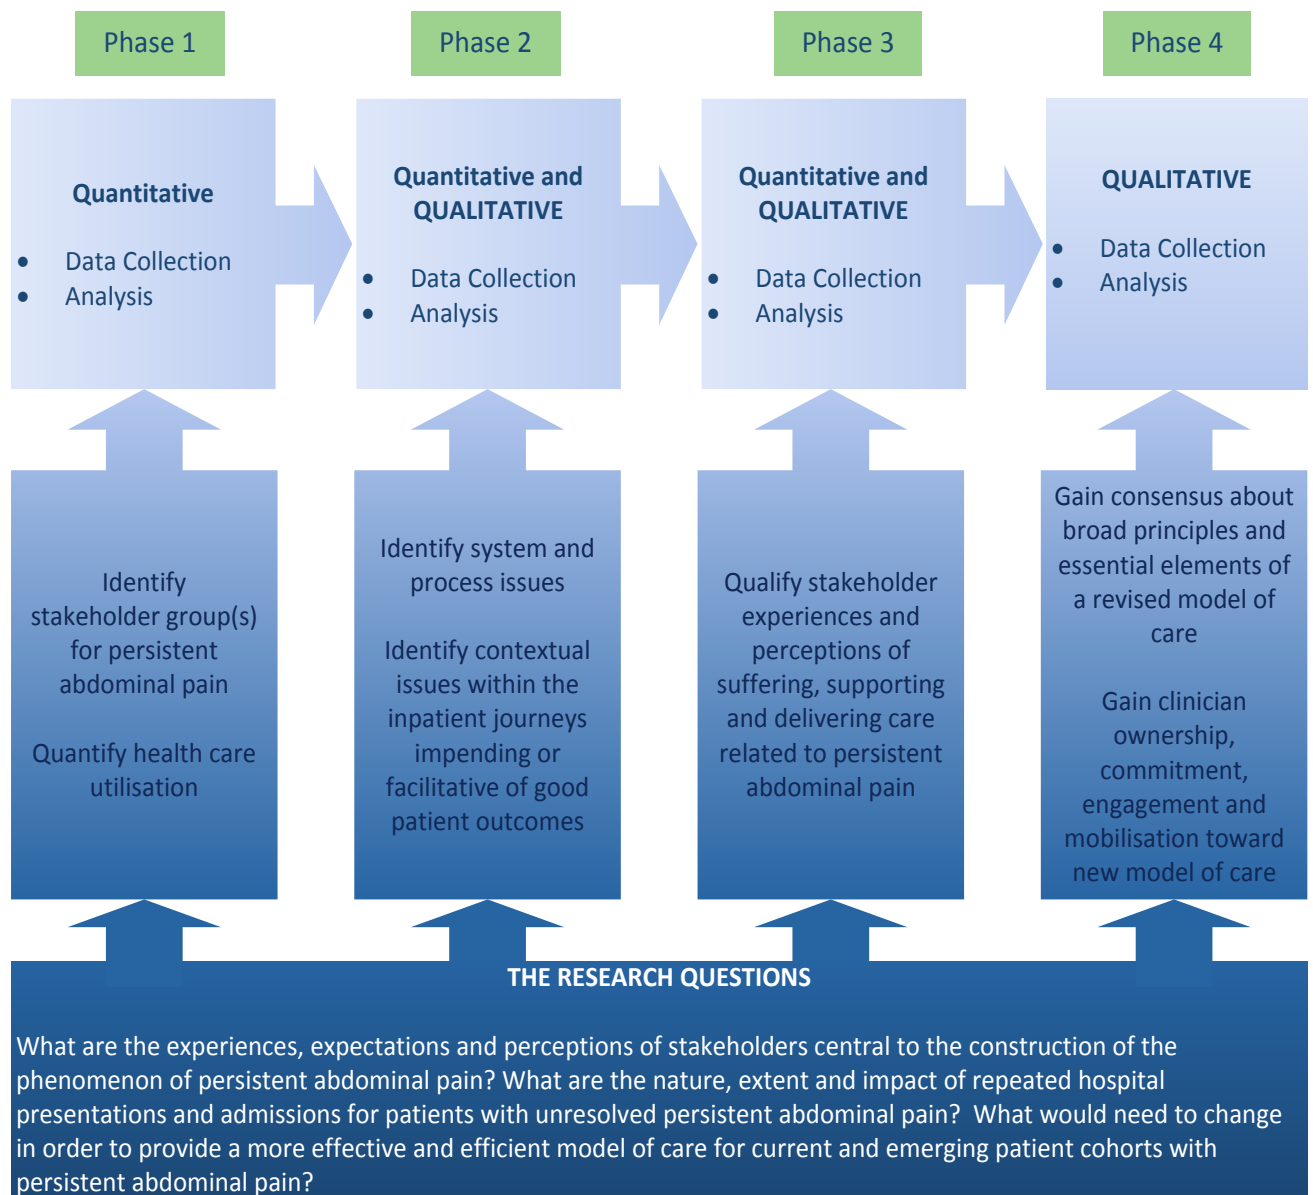 Phase 1
Phase 2
Phase 3
Phase 4
Quantitative
• Data Collection
• Analysis
Quantitative and
QUALITATIVE
• Data Collection
• Analysis
Quantitative and
QUALITATIVE
• Data Collection
• Analysis
QUALITATIVE
• Data Collection
• Analysis
Identify
stakeholder group(s)
for persistent
abdominal pain
Quantify health care
utilisation
Identify system and
process issues
Identify contextual
issues within the
inpatient journeys
impending or
facilitative of good
patient outcomes
Qualify stakeholder
experiences and
perceptions of
suffering, supporting
and delivering care
related to persistent
abdominal pain
Gain consensus about
broad principles and
essential elements of
a revised model of
care
Gain clinician
ownership,
commitment,
engagement and
mobilisation toward
new model of care
THE RESEARCH QUESTIONS
What are the experiences, expectations and perceptions of stakeholders central to the construction of the
phenomenon of persistent abdominal pain? What are the nature, extent and impact of repeated hospital
presentations and admissions for patients with unresolved persistent abdominal pain?  What would need to change
in order to provide a more effective and efficient model of care for current and emerging patient cohorts with
persistent abdominal pain?